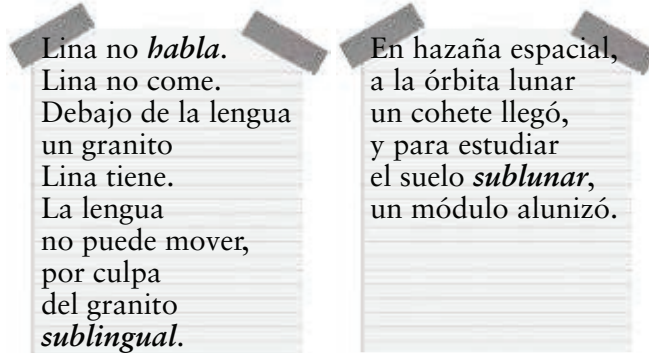 Lina no habla.
Lina no come.
Debajo de la lengua
un granito
Lina tiene.
La lengua
no puede mover,
por culpa
del granito
sublingual.
En hazaña espacial,
a la órbita lunar
un cohete llegó,
y para estudiar
el suelo sublunar,
un módulo alunizó.